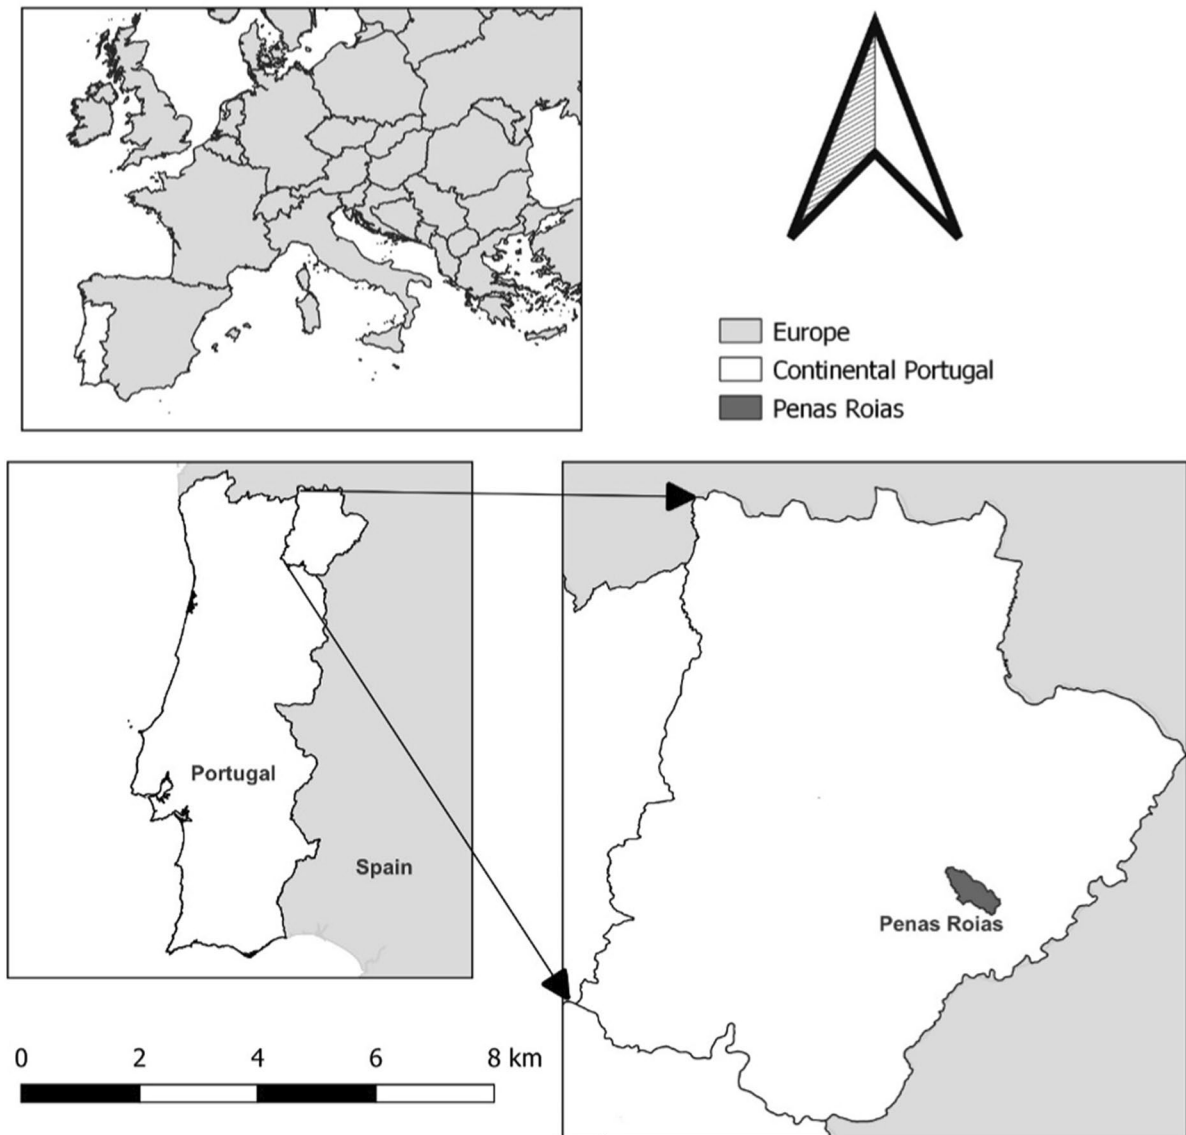 Europe
Continental Portugal
Penas Roias
Portugal
Spain
Penas Roias
0 2 4 6 8 km